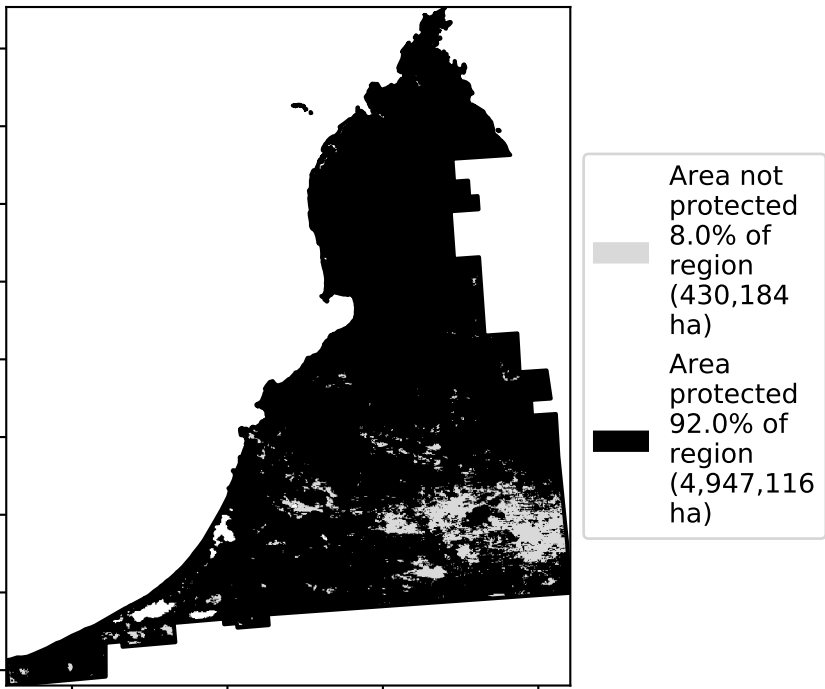 Area not
protected
8.0% of
region
(430,184
ha)
Area
protected
92.0% of
region
(4,947,116
ha)